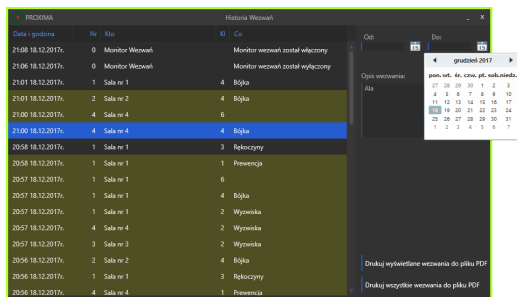 PROXIMA Historia Wezwań _ x
Data i godzina Nr Kto Kl Co
21:08 18.12.2017r. 0 Monitor Wezwań Monitor wezwań został włączony
21:06 18.12.2017r. 0 Monitor Wezwań Monitor wezwań został wyłączony
21:01 18.12.2017r. 1 Sala nr 1 4 Bójka
21:01 18.12.2017r. 2 Sala nr 2 4 Bójka
21:00 18.12.2017r. 4 Sala nr 4 6
21:00 18.12.2017r. 4 Sala nr 4 4 Bójka
20:58 18.12.2017r. 1 Sala nr 1 3 Rękoczyny
20:58 18.12.2017r. 1 Sala nr 1 1 Prewencja
20:57 18.12.2017r. 1 Sala nr 1 6
20:57 18.12.2017r. 1 Sala nr 1 4 Bójka
20:57 18.12.2017r. 1 Sala nr 1 2 Wyzwiska
20:57 18.12.2017r. 4 Sala nr 4 2 Wyzwiska
20:57 18.12.2017r. 3 Sala nr 3 2 Wyzwiska
20:56 18.12.2017r. 2 Sala nr 2 4 Bójka
20:56 18.12.2017r. 1 Sala nr 1 3 Rękoczyny
20:56 18.12.2017r. 4 Sala nr 4 1 Prewencja
Od: Do:
15 15
grudzień 2017
pon. wt. śr. czw. pt. sob. niedz.
27 28 29 30 1 2 3
4 5 6 7 8 9 10
11 12 13 14 15 16 17
18 19 20 21 22 23 24
25 26 27 28 29 30 31
1 2 3 4 5 6 7
Opis wezwania:
Ala
Drukuj wyświetlane wezwania do pliku PDF
Drukuj wszystkie wezwania do pliku PDF